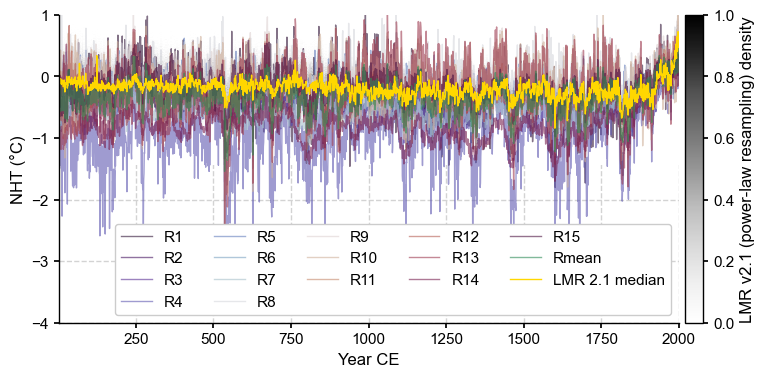 1
0
−1
−2
−3
−4
NHT (°C)
250
500
750
1000
1250
1500
1750
2000
Year CE
R1
R2
R3
R4
R5
R6
R7
R8
R9
R10
R11
R12
R13
R14
R15
Rmean
LMR 2.1 median
1.0
0.8
0.6
0.4
0.2
0.0
LMR v2.1 (power-law resampling) density